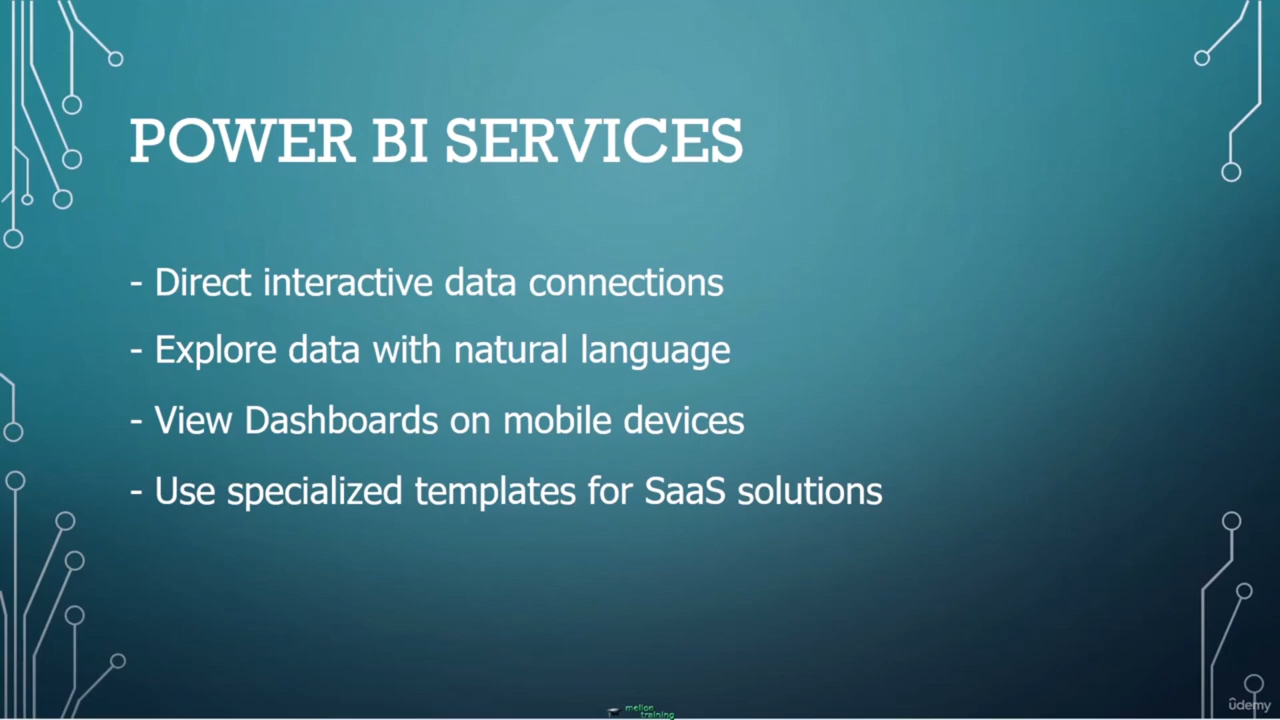 POWER BI SERVICES
- Direct interactive data connections
- Explore data with natural language
- View Dashboards on mobile devices
- Use specialized templates for SaaS solutions
mellon
training
ûdemy